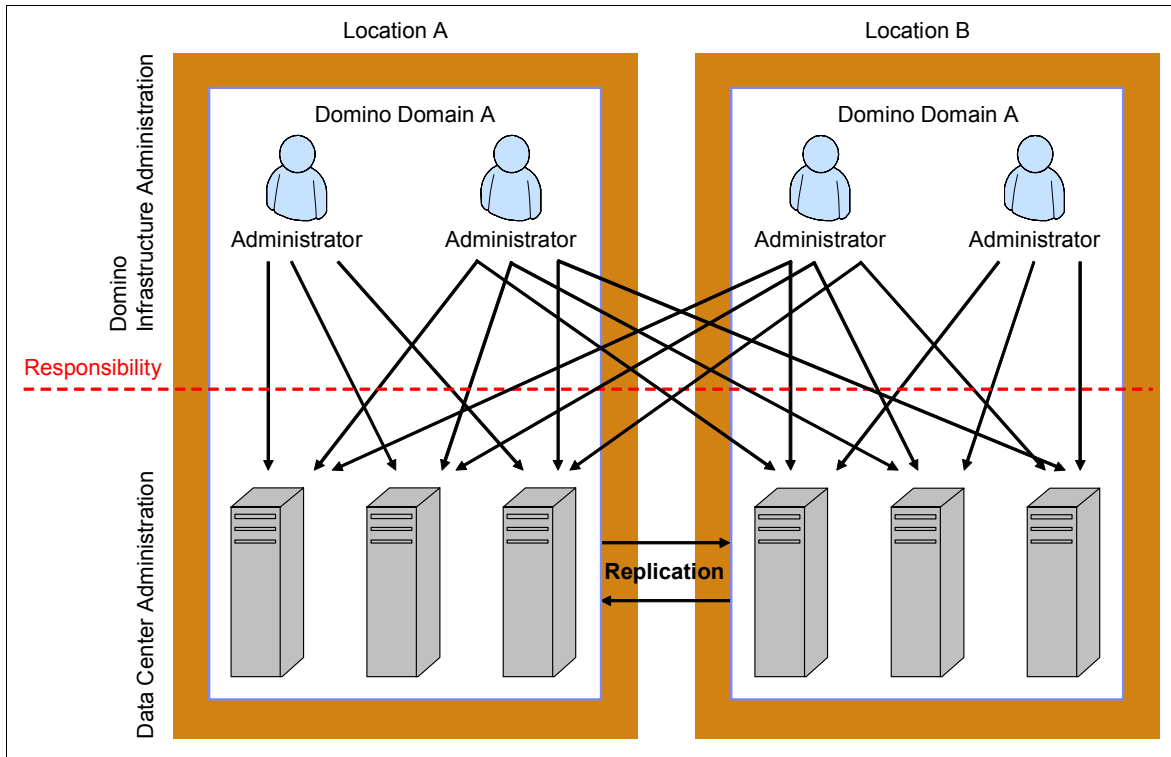 Location A
Location B
Domino
Infrastructure Administration
Domino Domain A
Domino Domain A
Administrator
Administrator
Administrator
Administrator
Responsibility
Data Center Administration
Replication